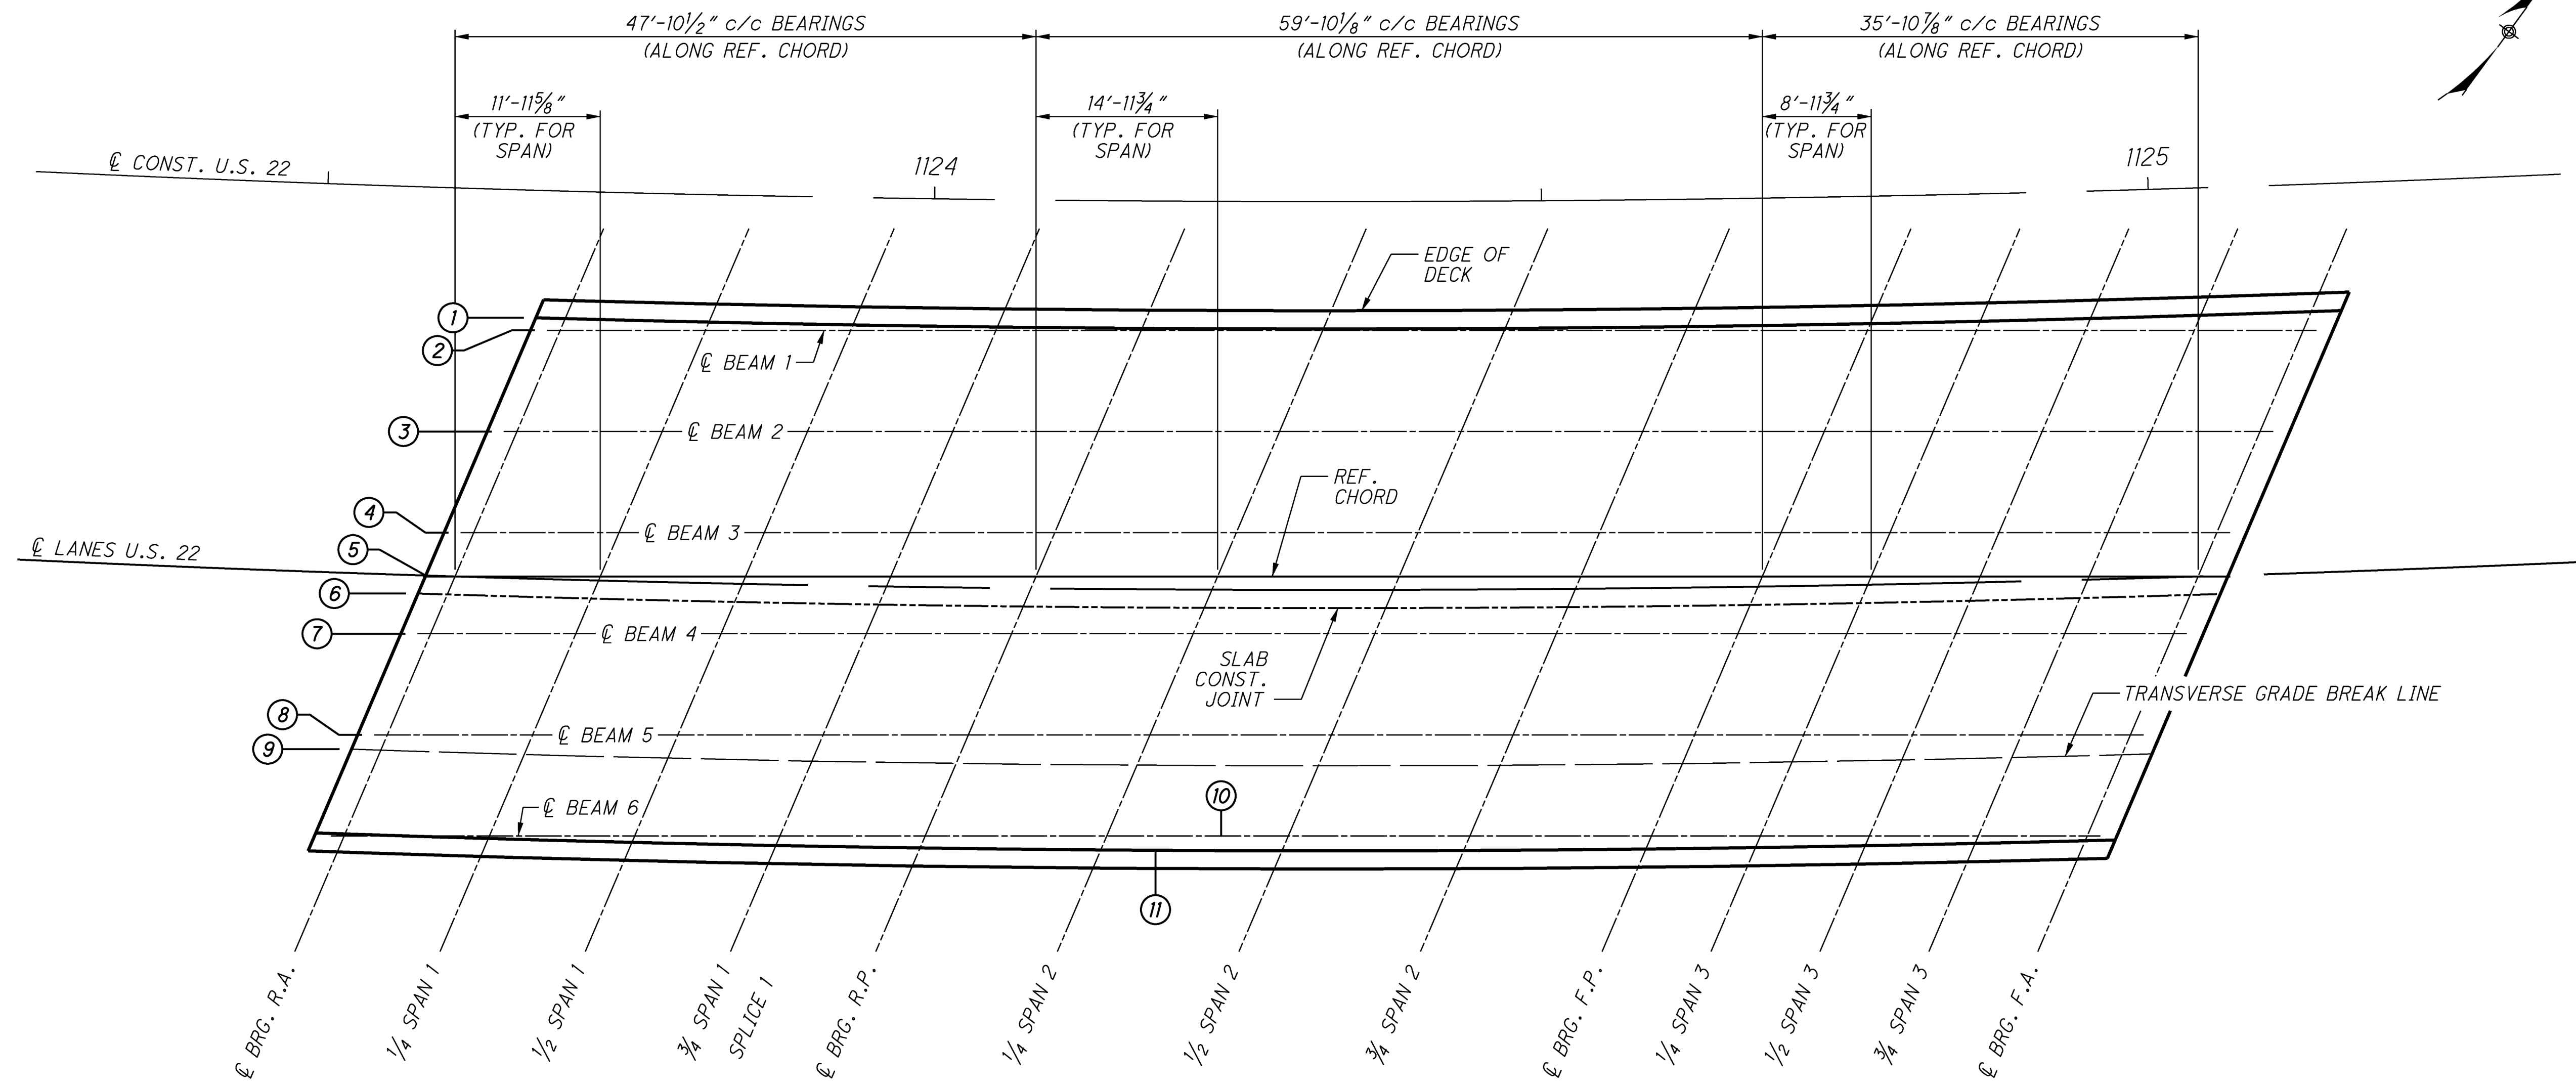 47'-10½" c/c BEARINGS
(ALONG REF. CHORD)
59'-10⅛" c/c BEARINGS
(ALONG REF. CHORD)
35'-10⅞" c/c BEARINGS
(ALONG REF. CHORD)
11'-11⅝"
(TYP. FOR
SPAN)
14'-11¾"
(TYP. FOR
SPAN)
8'-11¾"
(TYP. FOR
SPAN)
℄ CONST. U.S. 22
1124
1125
EDGE OF
DECK
1
2
℄ BEAM 1
3
℄ BEAM 2
REF.
CHORD
4
℄ BEAM 3
℄ LANES U.S. 22
5
6
7
℄ BEAM 4
SLAB
CONST.
JOINT
TRANSVERSE GRADE BREAK LINE
8
℄ BEAM 5
9
℄ BEAM 6
10
11
℄ BRG. R.A.
1/4 SPAN 1
1/2 SPAN 1
3/4 SPAN 1
SPLICE 1
℄ BRG. R.P.
1/4 SPAN 2
1/2 SPAN 2
3/4 SPAN 2
℄ BRG. F.P.
1/4 SPAN 3
1/2 SPAN 3
3/4 SPAN 3
℄ BRG. F.A.